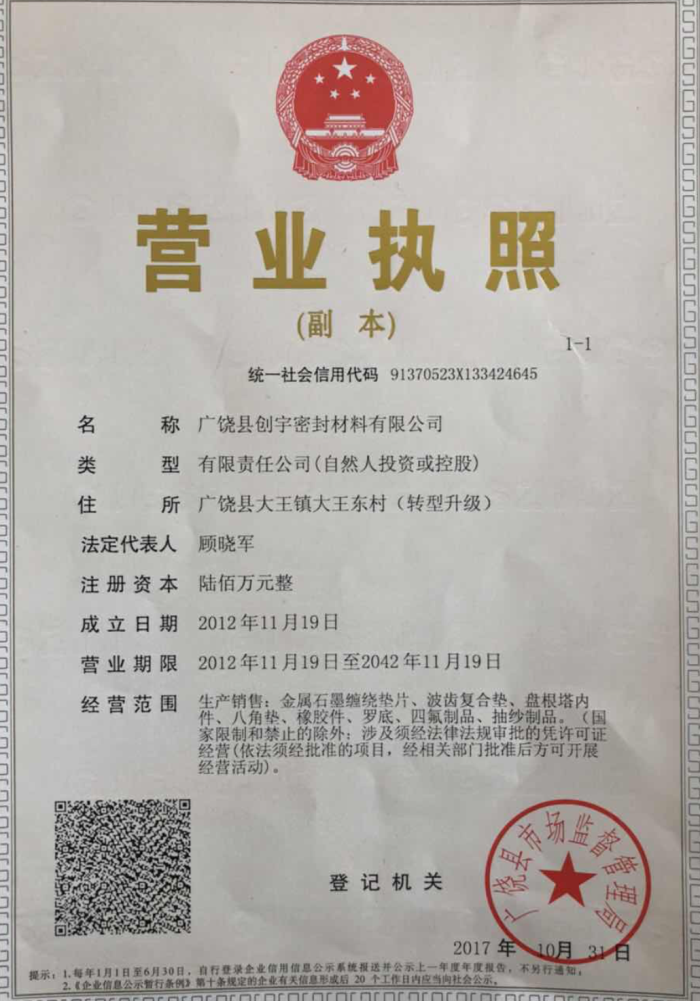 营业执照
(副 本)
1-1
统一社会信用代码 91370523X133424645
名 称 广饶县创宇密封材料有限公司
类 型 有限责任公司(自然人投资或控股)
住 所 广饶县大王镇大王东村（转型升级）
法定代表人 顾晓军
注册资本 陆佰万元整
成立日期 2012年11月19日
营业期限 2012年11月19日至2042年11月19日
经营范围 生产销售：金属石墨缠绕垫片、波齿复合垫、盘根塔内
件、八角垫、橡胶件、罗底、四氟制品、抽纱制品。（国
家限制和禁止的除外：涉及须经法律法规审批的凭许可证
经营(依法须经批准的项目，经相关部门批准后方可开展
经营活动)。
登记机关
广饶县市场监督管理局
2017年 10月 31日
提示：1.每年1月1日至6月30日，自行登录企业信用信息公示系统报送并公示上一年度年度报告，不另行通知；
2.《企业信息公示暂行条例》第十条规定的企业有关信息形成后 20 个工作日内应当向社会公示。